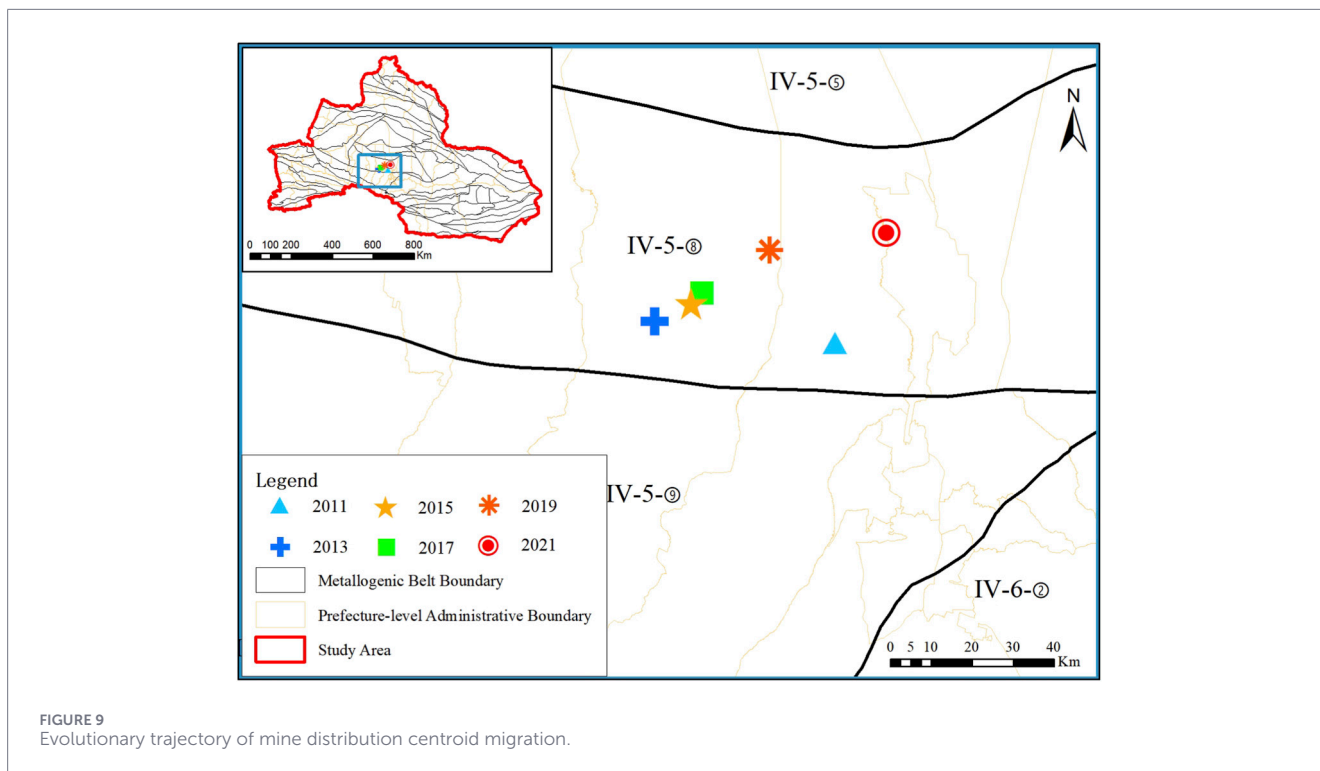 IV-5-⑤
N
0 100 200 400 600 800
Km
IV-5-⑧
IV-5-⑨
Legend
2011 2015 2019
2013 2017 2021
Metallogenic Belt Boundary
Prefecture-level Administrative Boundary
Study Area
IV-6-②
0 5 10 20 30 40
Km
FIGURE 9
Evolutionary trajectory of mine distribution centroid migration.